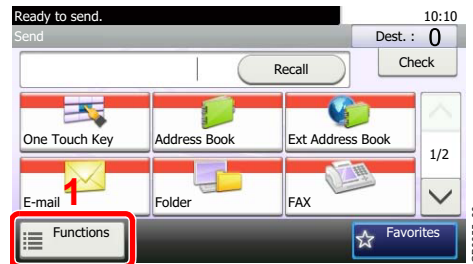 Ready to send.
10:10
Send
Dest. : 0
Recall
Check
One Touch Key
Address Book
Ext Address Book
1/2
E-mail
1
Folder
FAX
Functions
Favorites